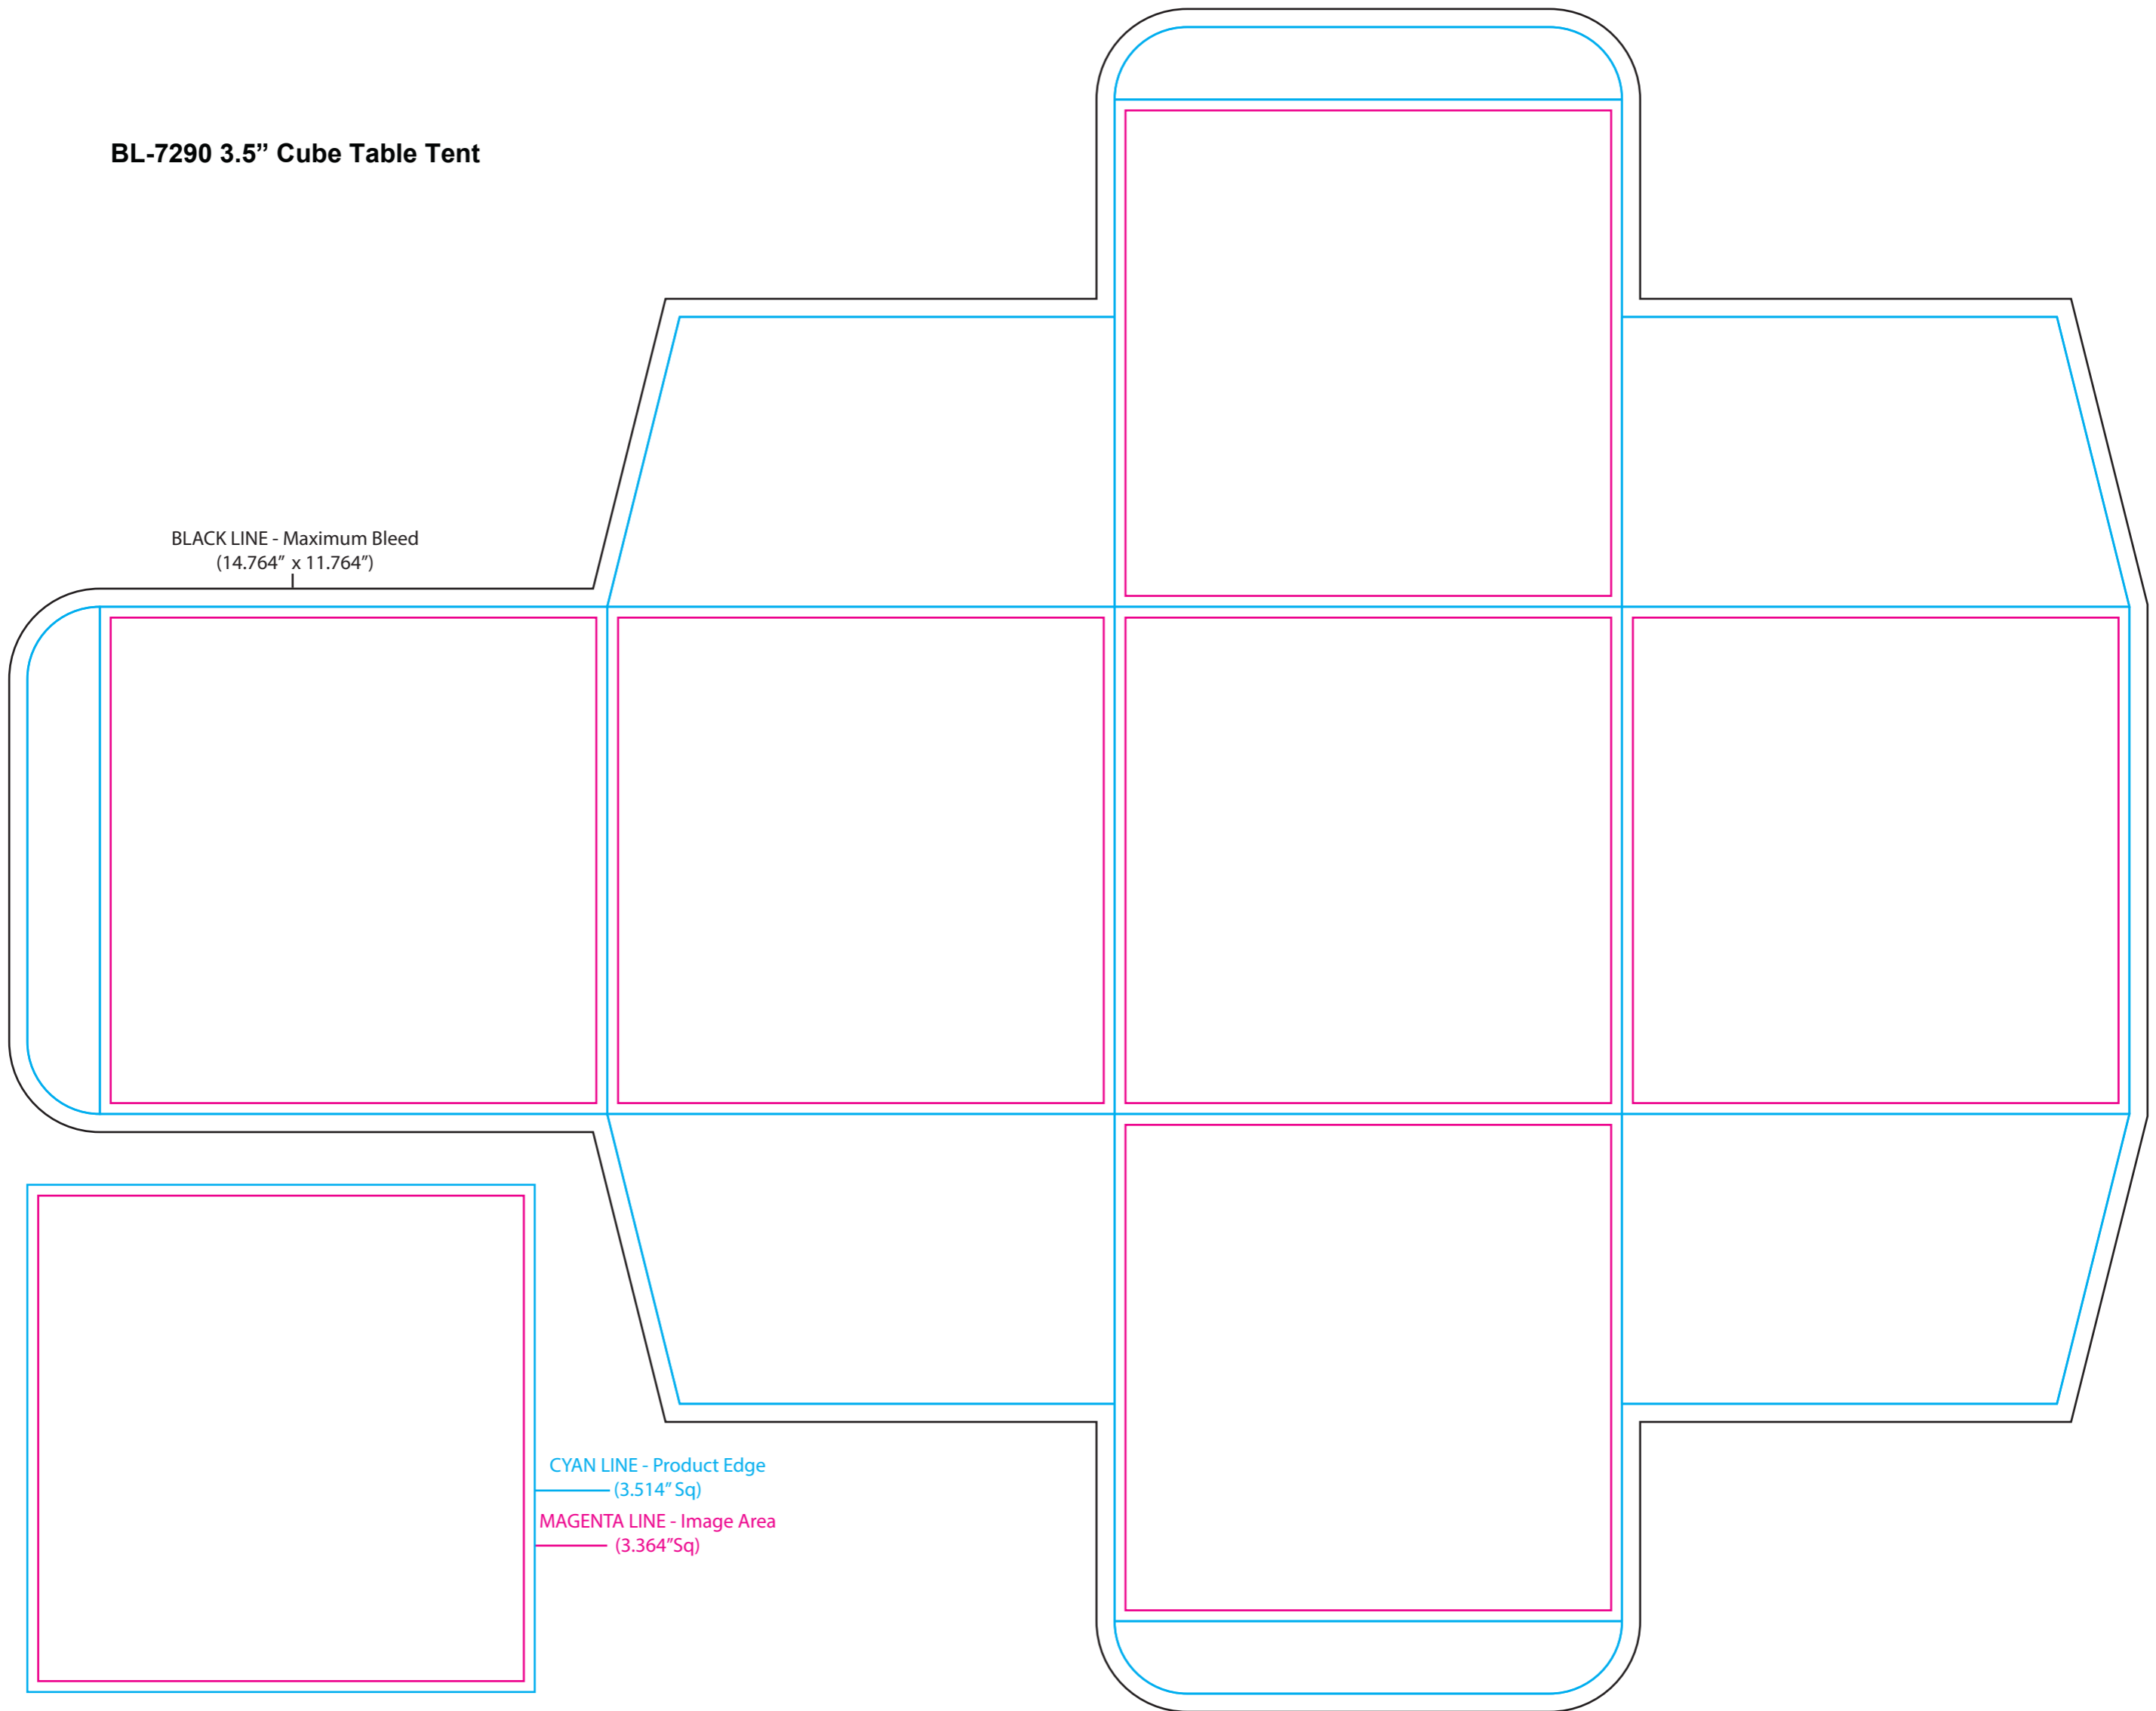 BL-7290 3.5” Cube Table Tent
BLACK LINE - Maximum Bleed
(14.764” x 11.764”)
CYAN LINE - Product Edge
(3.514” Sq)
MAGENTA LINE - Image Area
(3.364”Sq)